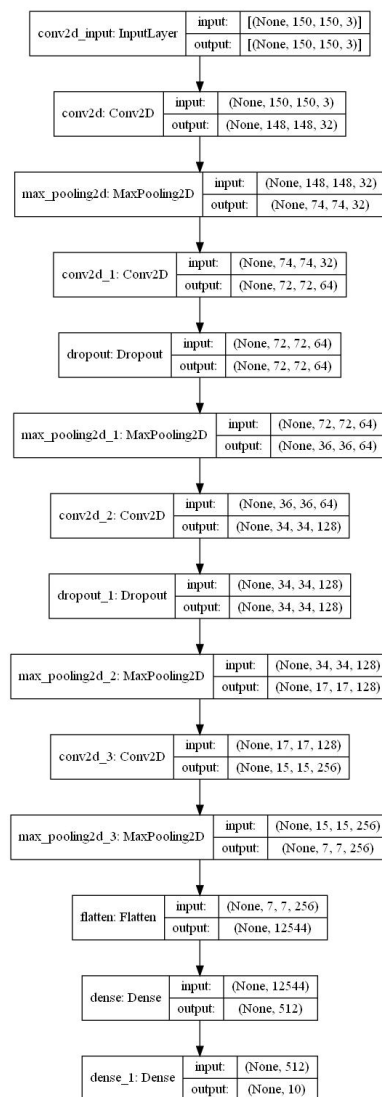 conv2d_input: InputLayer
input: [(None, 150, 150, 3)]
output: [(None, 150, 150, 3)]
conv2d: Conv2D
input: (None, 150, 150, 3)
output: (None, 148, 148, 32)
max_pooling2d: MaxPooling2D
input: (None, 148, 148, 32)
output: (None, 74, 74, 32)
conv2d_1: Conv2D
input: (None, 74, 74, 32)
output: (None, 72, 72, 64)
dropout: Dropout
input: (None, 72, 72, 64)
output: (None, 72, 72, 64)
max_pooling2d_1: MaxPooling2D
input: (None, 72, 72, 64)
output: (None, 36, 36, 64)
conv2d_2: Conv2D
input: (None, 36, 36, 64)
output: (None, 34, 34, 128)
dropout_1: Dropout
input: (None, 34, 34, 128)
output: (None, 34, 34, 128)
max_pooling2d_2: MaxPooling2D
input: (None, 34, 34, 128)
output: (None, 17, 17, 128)
conv2d_3: Conv2D
input: (None, 17, 17, 128)
output: (None, 15, 15, 256)
max_pooling2d_3: MaxPooling2D
input: (None, 15, 15, 256)
output: (None, 7, 7, 256)
flatten: Flatten
input: (None, 7, 7, 256)
output: (None, 12544)
dense: Dense
input: (None, 12544)
output: (None, 512)
dense_1: Dense
input: (None, 512)
output: (None, 10)